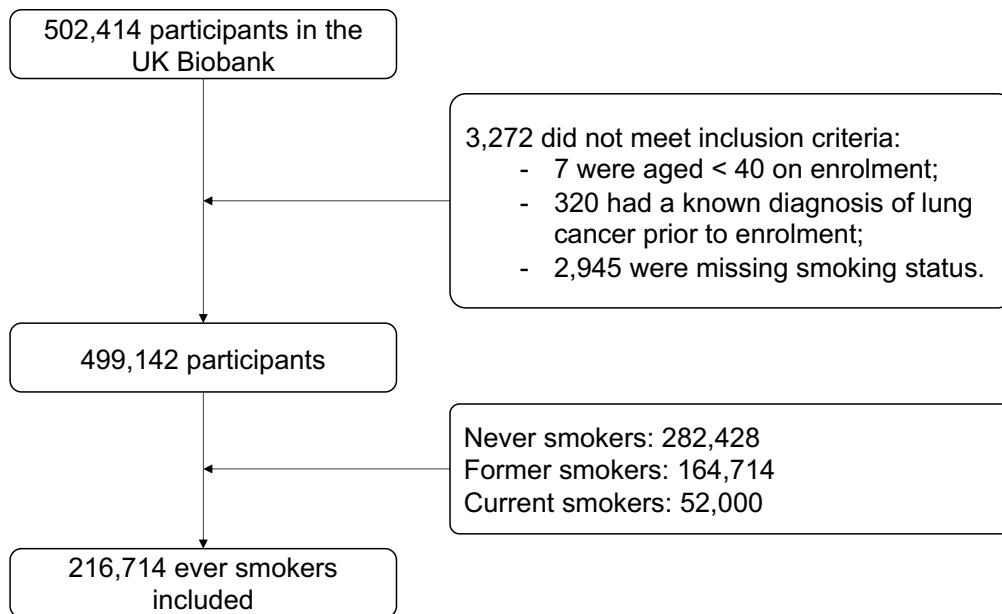 502,414 participants in the
UK Biobank
3,272 did not meet inclusion criteria:
- 7 were aged < 40 on enrolment;
- 320 had a known diagnosis of lung
cancer prior to enrolment;
- 2,945 were missing smoking status.
499,142 participants
Never smokers: 282,428
Former smokers: 164,714
Current smokers: 52,000
216,714 ever smokers
included